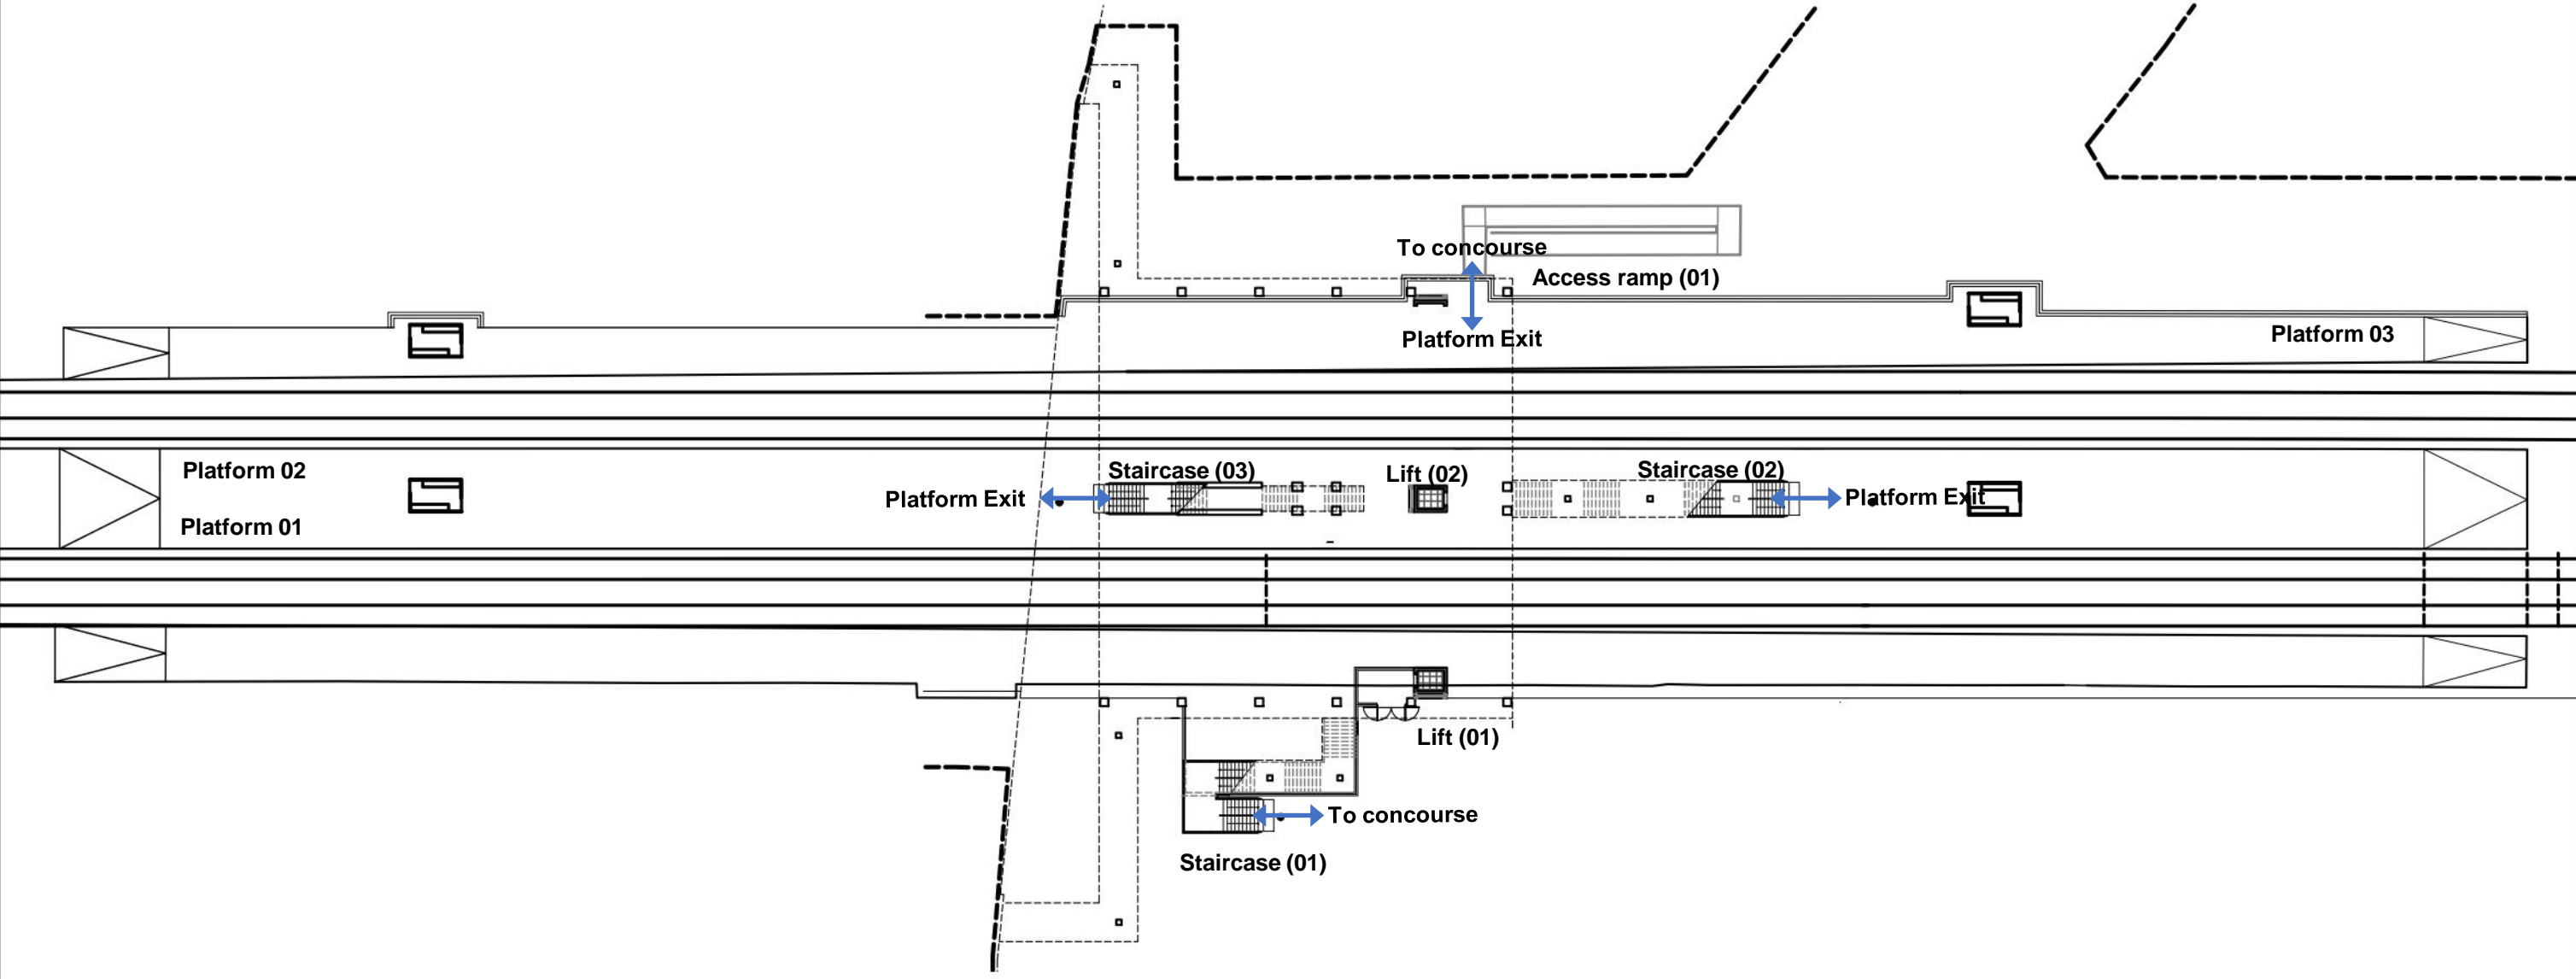 To concourse
Access ramp (01)
Platform Exit
Platform 03
Platform 02
Staircase (03)
Lift (02)
Staircase (02)
Platform Exit
Platform Exit
Platform 01
Lift (01)
To concourse
Staircase (01)